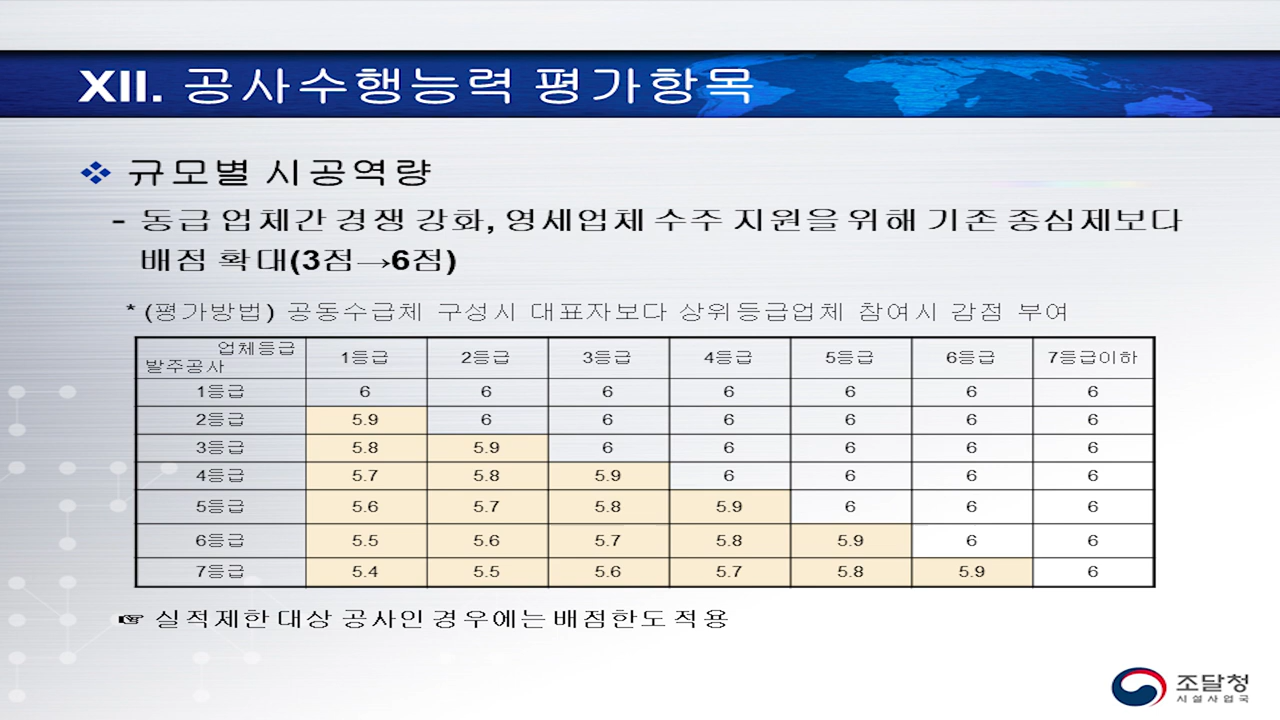 XII. 공사수행능력 평가항목
❖ 규모별 시공역량
- 동급 업체간 경쟁 강화, 영세업체 수주 지원을 위해 기존 종심제보다
배점 확대(3점→6점)
* (평가방법) 공동수급체 구성시 대표자보다 상위등급업체 참여시 감점 부여
업체등급
발주공사 1등급 2등급 3등급 4등급 5등급 6등급 7등급이하
1등급 6 6 6 6 6 6 6
2등급 5.9 6 6 6 6 6 6
3등급 5.8 5.9 6 6 6 6 6
4등급 5.7 5.8 5.9 6 6 6 6
5등급 5.6 5.7 5.8 5.9 6 6 6
6등급 5.5 5.6 5.7 5.8 5.9 6 6
7등급 5.4 5.5 5.6 5.7 5.8 5.9 6
☞ 실적제한 대상 공사인 경우에는 배점한도 적용
조달청
시설사업국